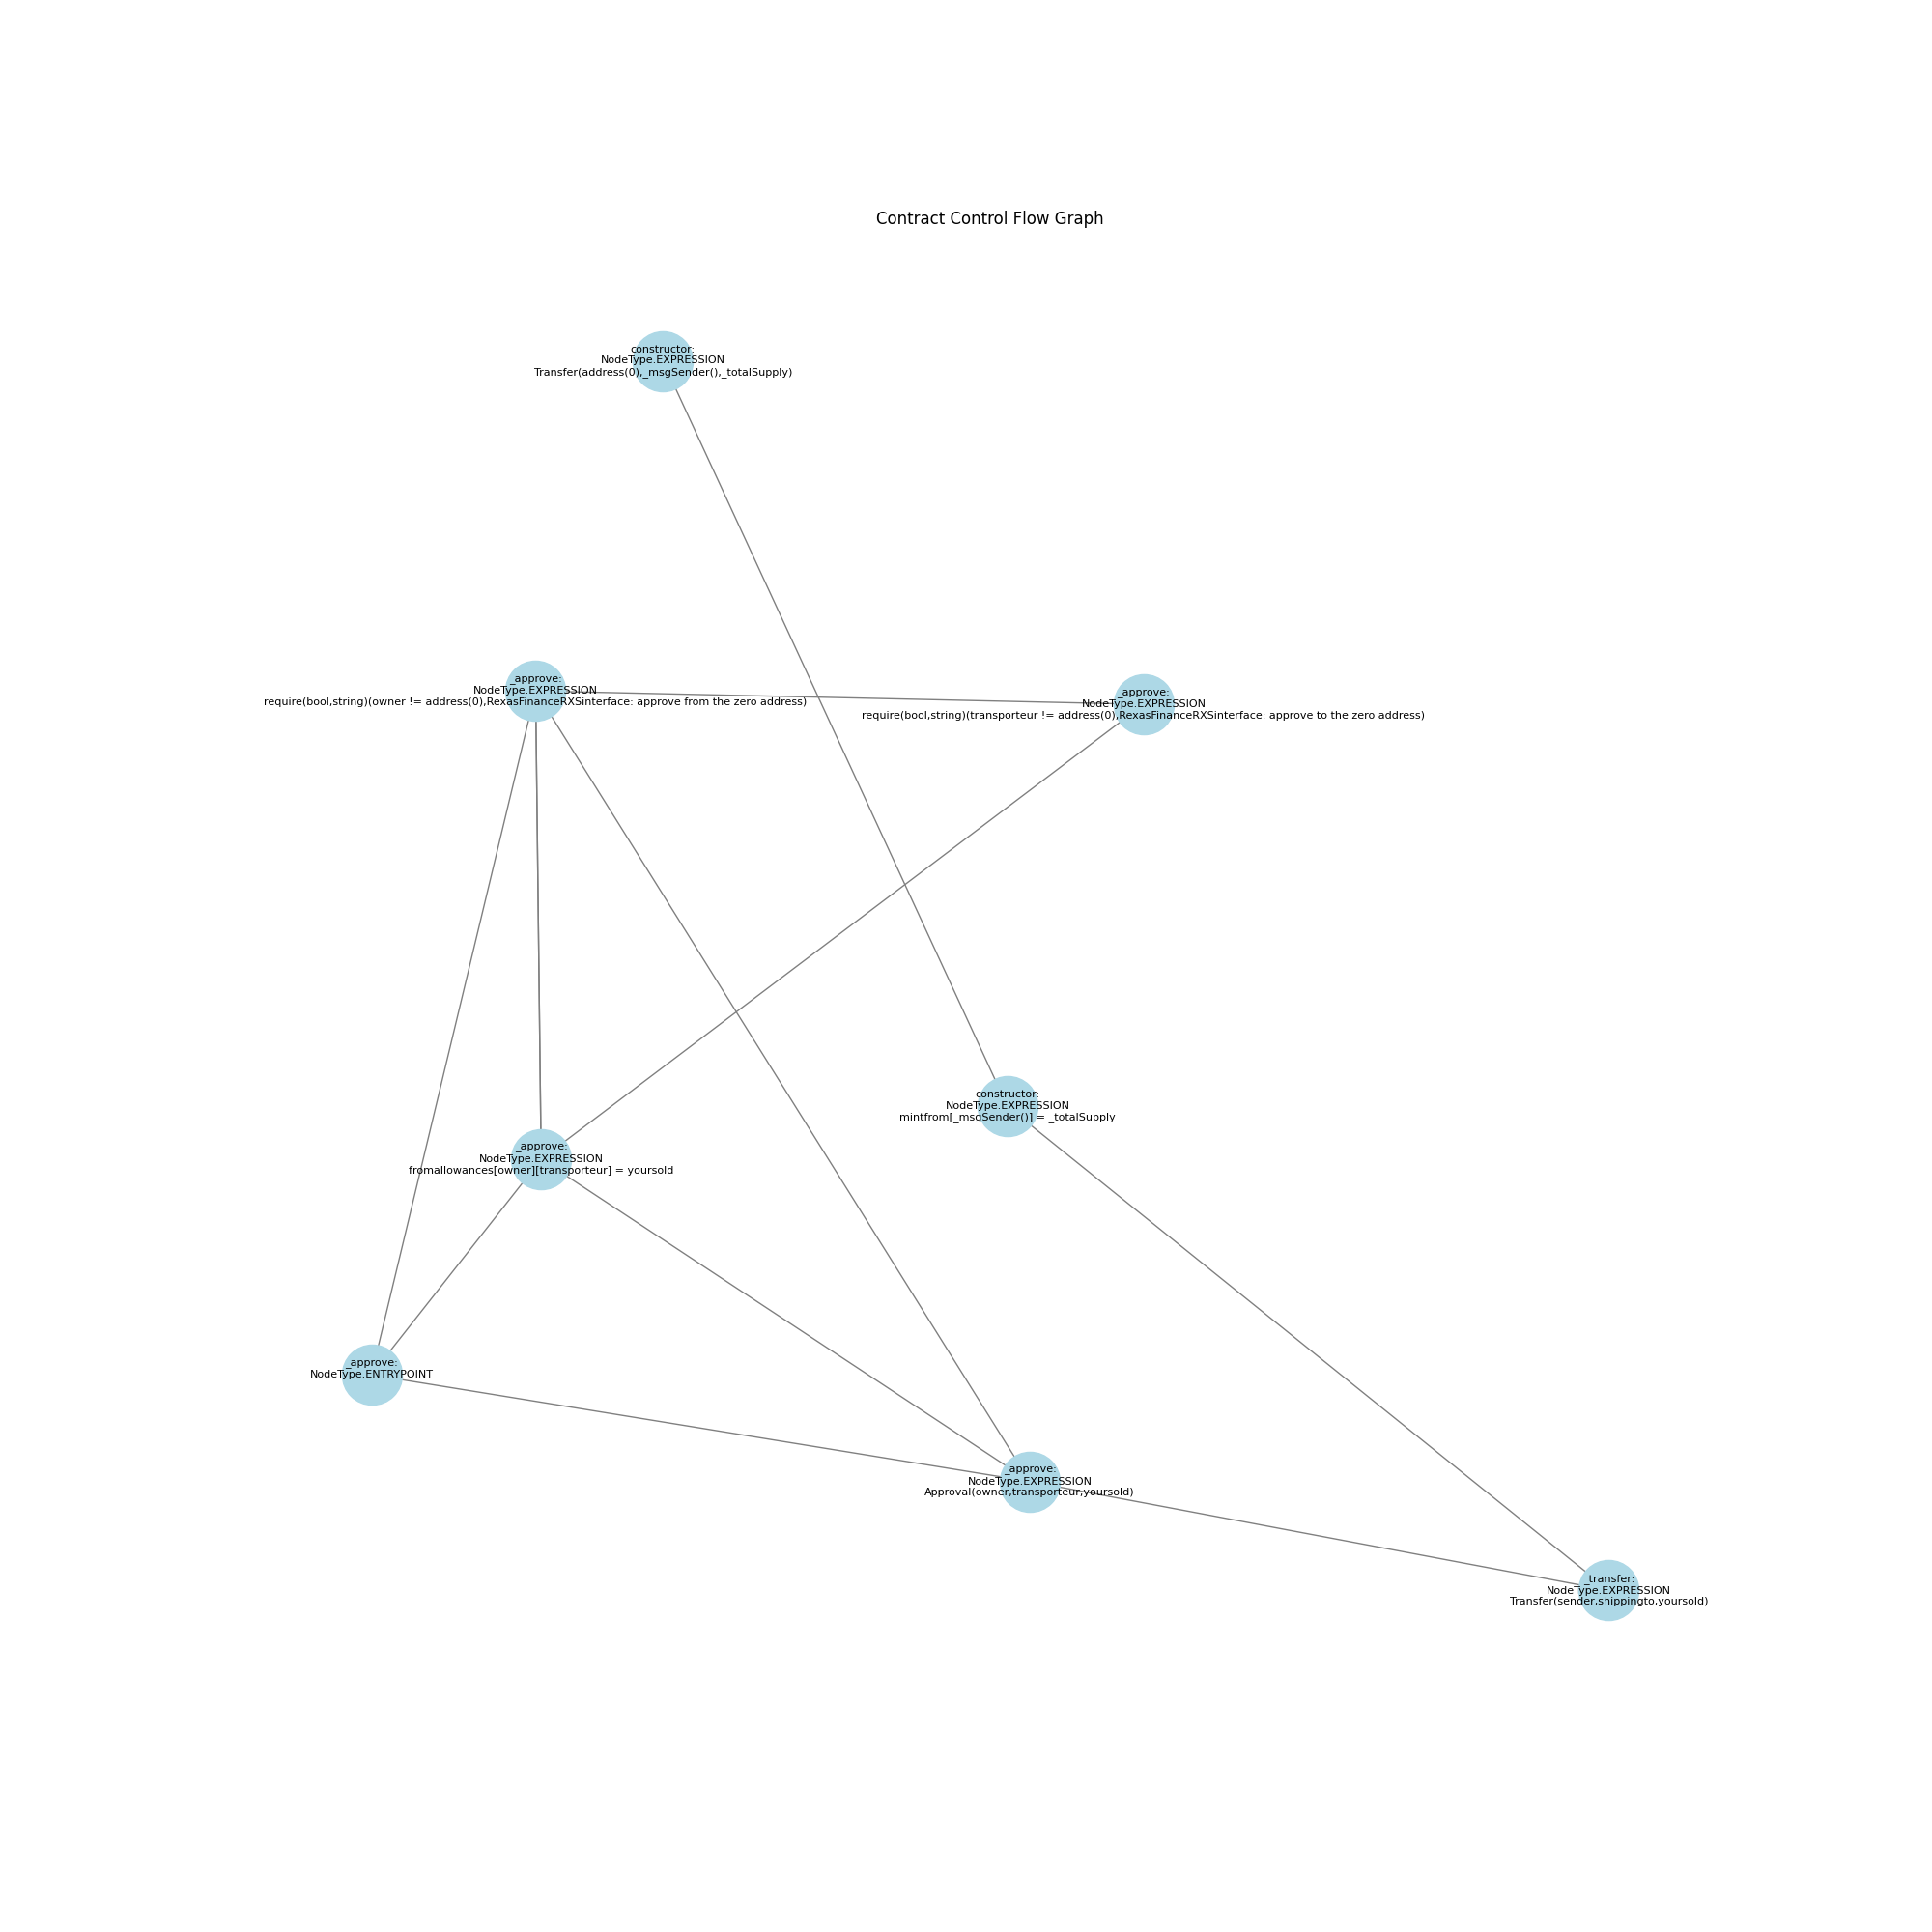 Contract Control Flow Graph
constructor:
NodeType.EXPRESSION
Transfer(address(0),_msgSender(),_totalSupply)
_approve:
NodeType.EXPRESSION
require(bool,string)(owner != address(0),RexasFinanceRXSinterface: approve from the zero address)
_approve:
NodeType.EXPRESSION
require(bool,string)(transporteur != address(0),RexasFinanceRXSinterface: approve to the zero address)
constructor:
NodeType.EXPRESSION
mintfrom[_msgSender()] = _totalSupply
_approve:
NodeType.EXPRESSION
fromallowances[owner][transporteur] = yoursold
_approve:
NodeType.ENTRYPOINT
_approve:
NodeType.EXPRESSION
Approval(owner,transporteur,yoursold)
_transfer:
NodeType.EXPRESSION
Transfer(sender,shippingto,yoursold)